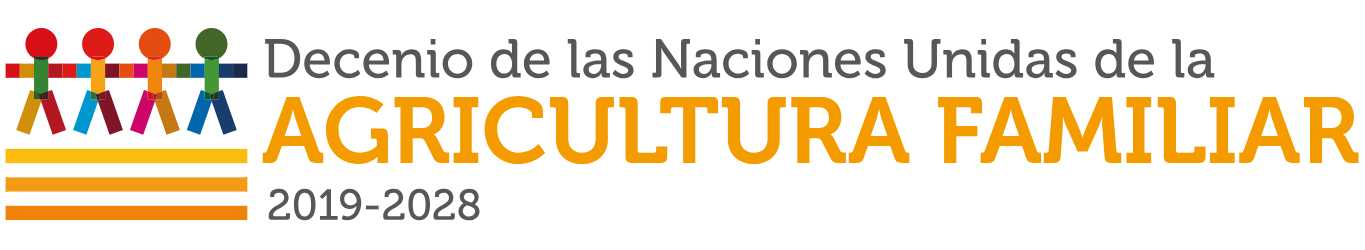 Decenio de las Naciones Unidas de la
AGRICULTURA FAMILIAR
2019-2028